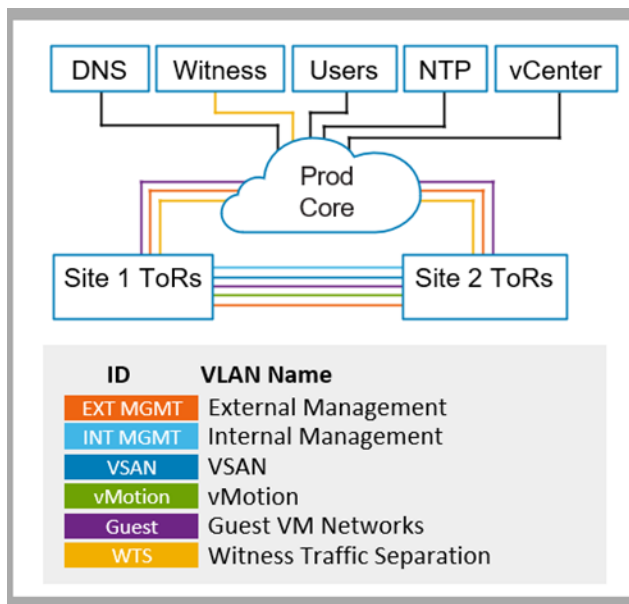 DNS Witness Users NTP vCenter
Prod
Core
Site 1 ToRs Site 2 ToRs
ID VLAN Name
EXT MGMT External Management
INT MGMT Internal Management
VSAN VSAN
vMotion vMotion
Guest Guest VM Networks
WTS Witness Traffic Separation